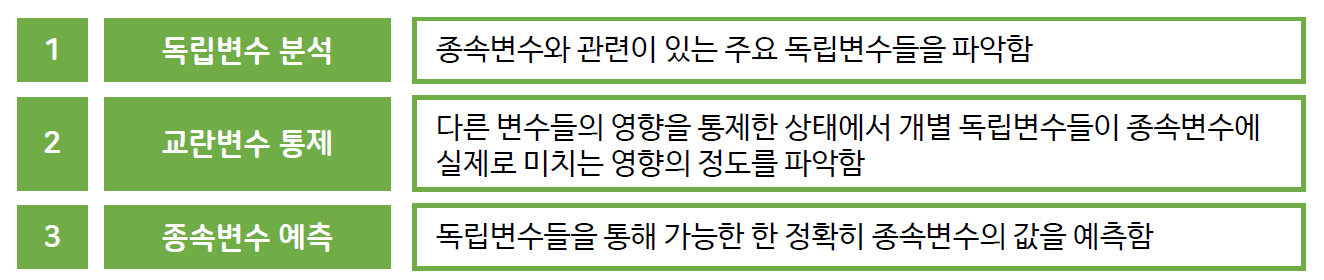 1 독립변수 분석 종속변수와 관련이 있는 주요 독립변수들을 파악함
2 교란변수 통제 다른 변수들의 영향을 통제한 상태에서 개별 독립변수들이 종속변수에
실제로 미치는 영향의 정도를 파악함
3 종속변수 예측 독립변수들을 통해 가능한 한 정확히 종속변수의 값을 예측함